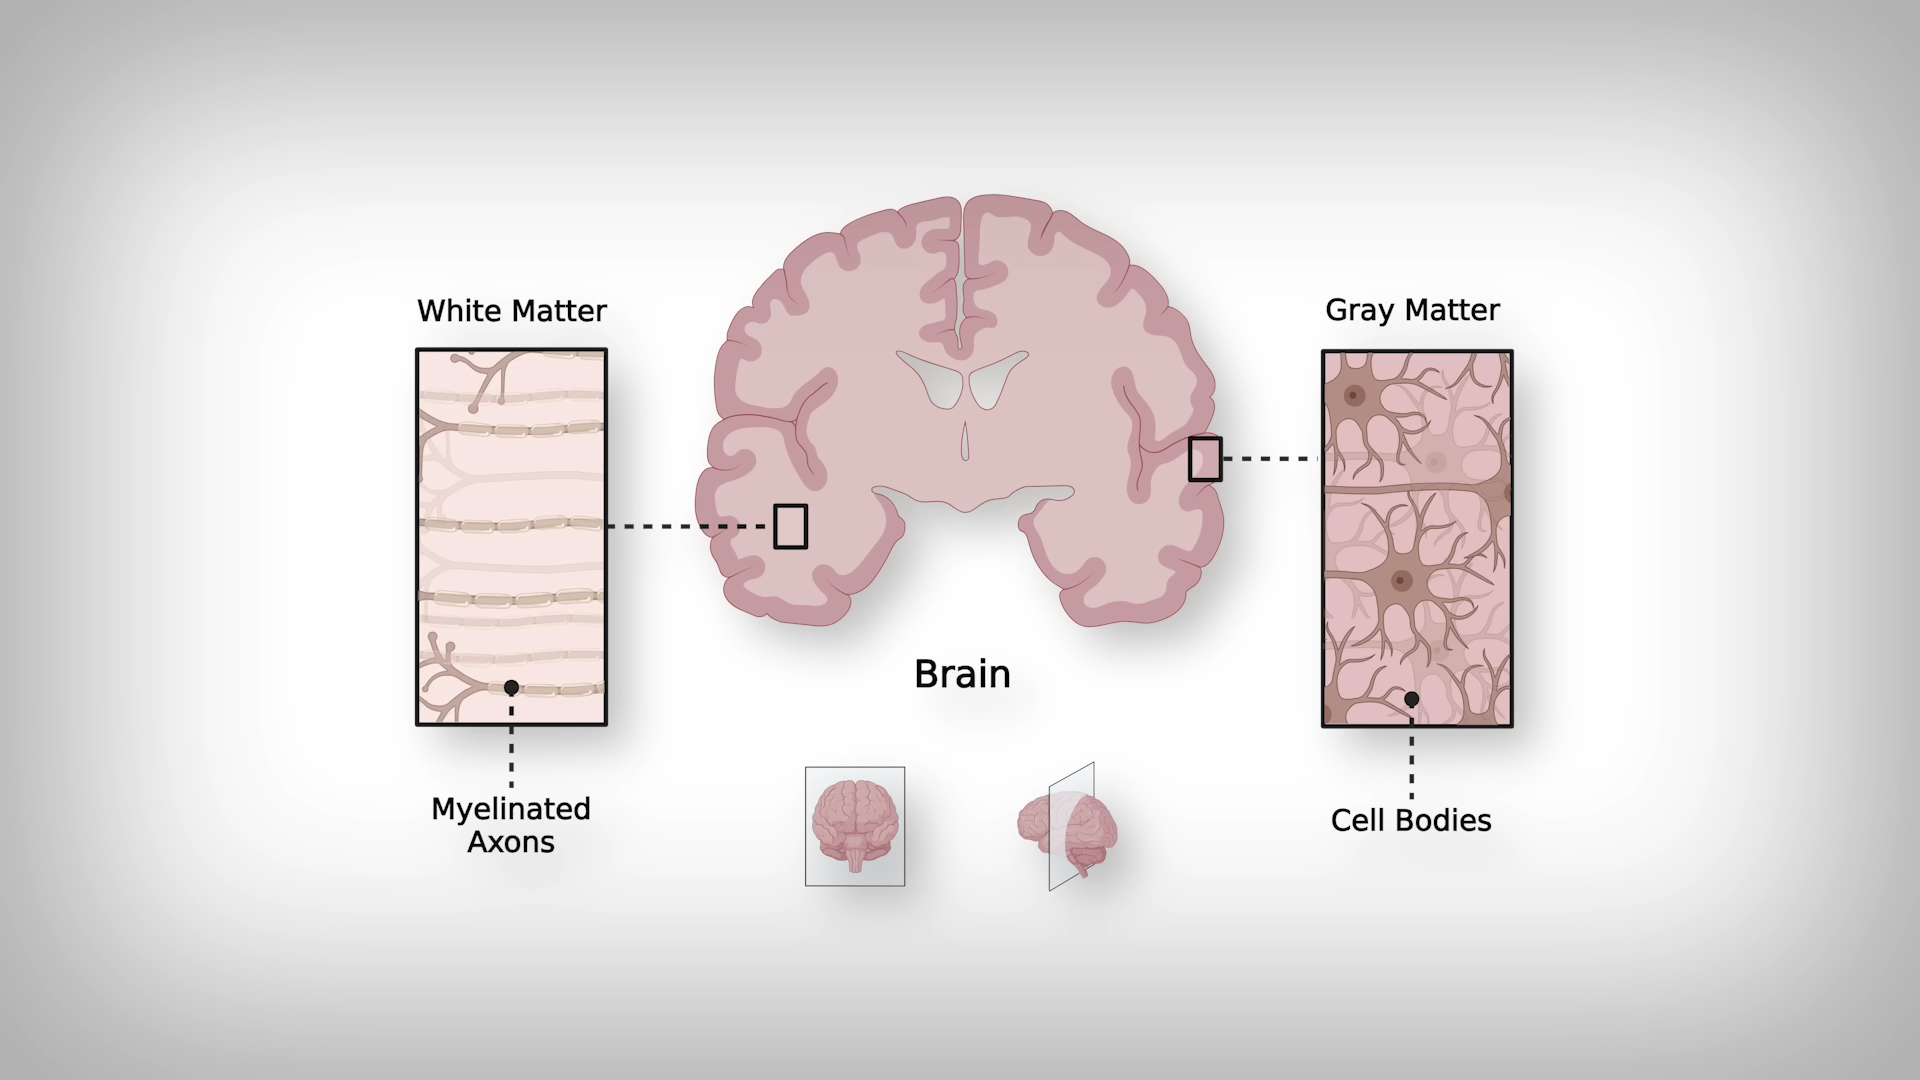 White Matter
Gray Matter
Brain
Myelinated
Axons
Cell Bodies